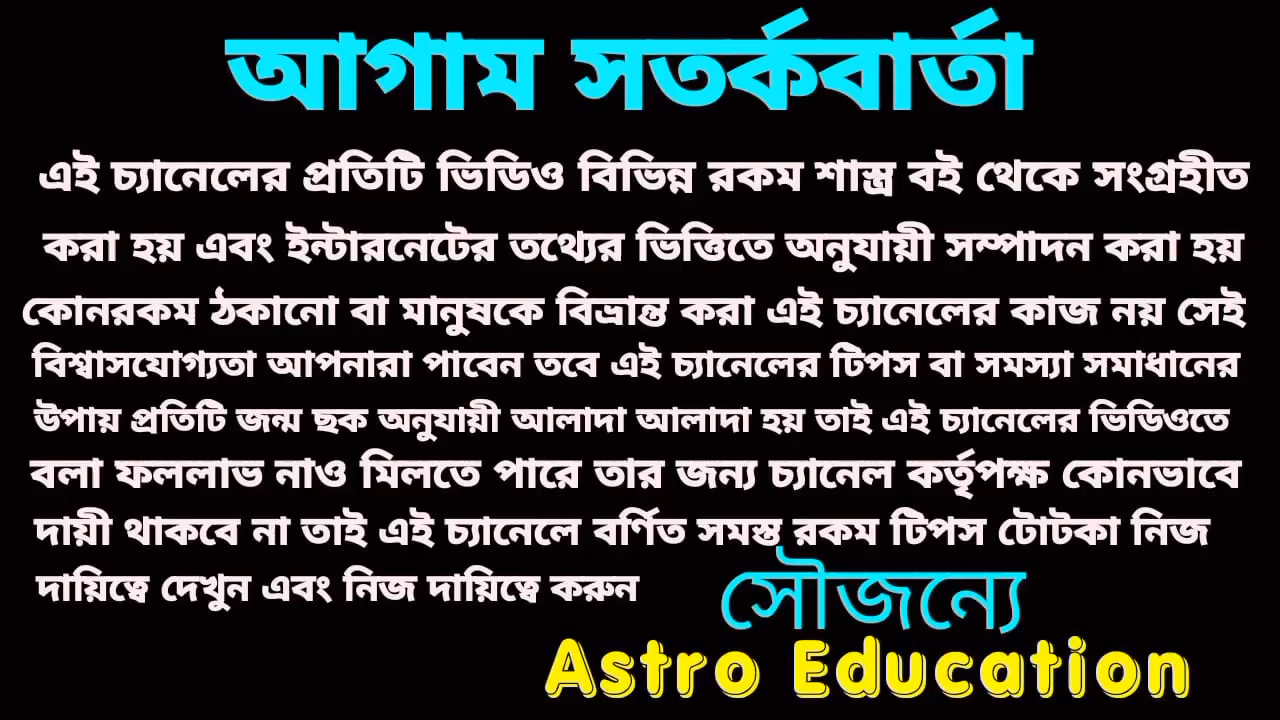 আগাম সতর্কবার্তা
এই চ্যানেলের প্রতিটি ভিডিও বিভিন্ন রকম শাস্ত্র বই থেকে সংগ্রহীত
করা হয় এবং ইন্টারনেটের তথ্যের ভিত্তিতে অনুযায়ী সম্পাদন করা হয়
কোনরকম ঠকানো বা মানুষকে বিভ্রান্ত করা এই চ্যানেলের কাজ নয় সেই
বিশ্বাসযোগ্যতা আপনারা পাবেন তবে এই চ্যানেলের টিপস বা সমস্যা সমাধানের
উপায় প্রতিটি জন্ম ছক অনুযায়ী আলাদা আলাদা হয় তাই এই চ্যানেলের ভিডিওতে
বলা ফললাভ নাও মিলতে পারে তার জন্য চ্যানেল কর্তৃপক্ষ কোনভাবে
দায়ী থাকবে না তাই এই চ্যানেলে বর্ণিত সমস্ত রকম টিপস টোটকা নিজ
দায়িত্বে দেখুন এবং নিজ দায়িত্বে করুন
সৌজন্যে
Astro Education